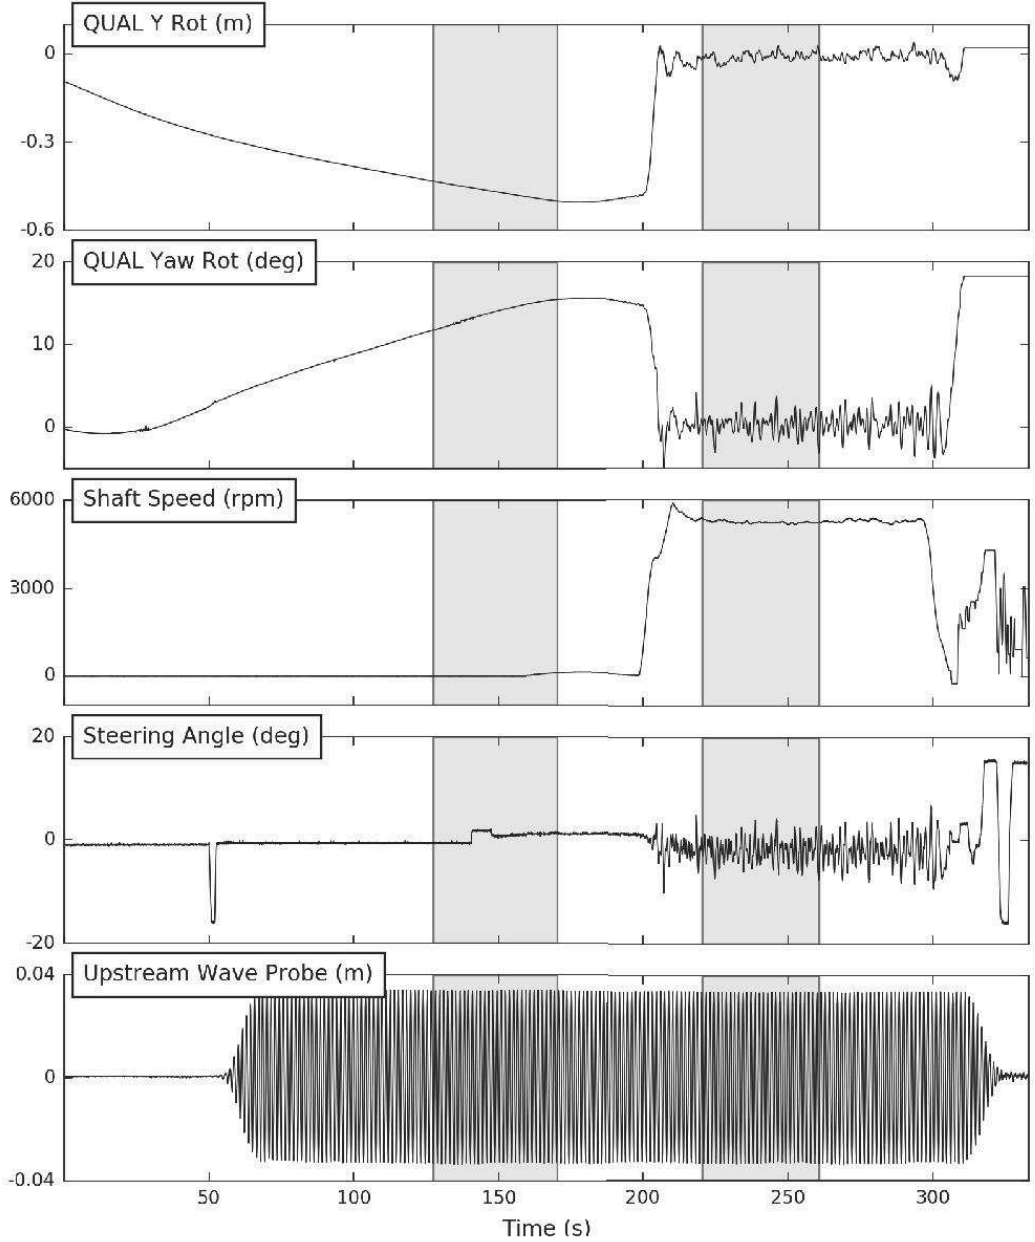 QUAL Y Rot (m)
0
-0.3
-0.6
QUAL Yaw Rot (deg)
20
10
0
Shaft Speed (rpm)
6000
3000
0
Steering Angle (deg)
20
0
-20
Upstream Wave Probe (m)
0.04
0
-0.04
50 100 150 200 250 300
Time (s)